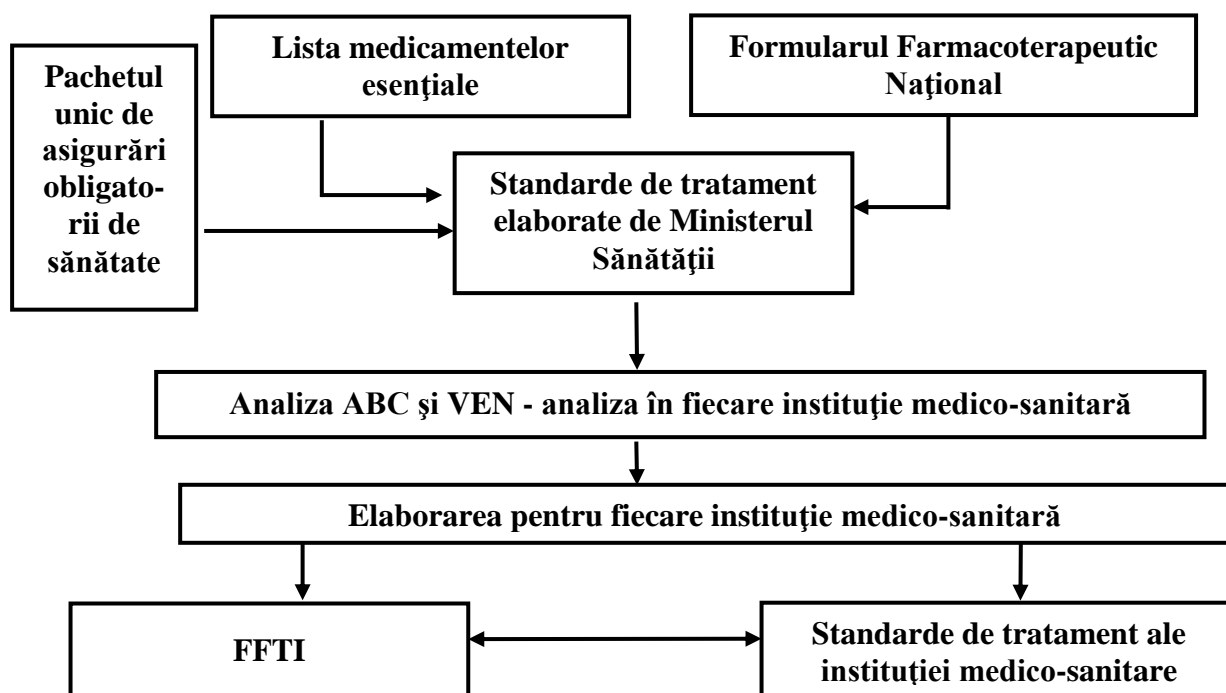 Pachetul
unic de
asigurări
obligato-
rii de
sănătate
Lista medicamentelor
esenţiale
Formularul Farmacoterapeutic
Naţional
Standarde de tratament
elaborate de Ministerul
Sănătăţii
Analiza ABC şi VEN - analiza în fiecare instituţie medico-sanitară
Elaborarea pentru fiecare instituţie medico-sanitară
FFTI
Standarde de tratament ale
instituţiei medico-sanitare